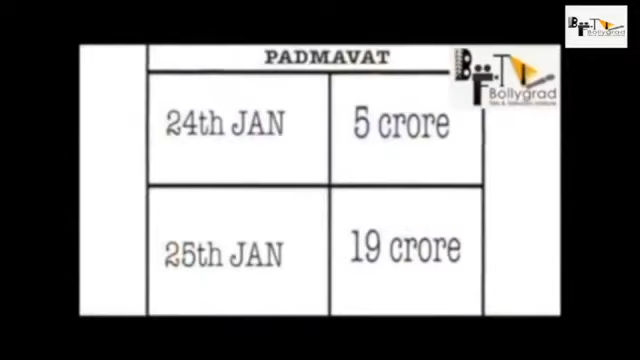 PADMAVAT
24th JAN 5 crore
25th JAN 19 crore
B F T
Bollygrad